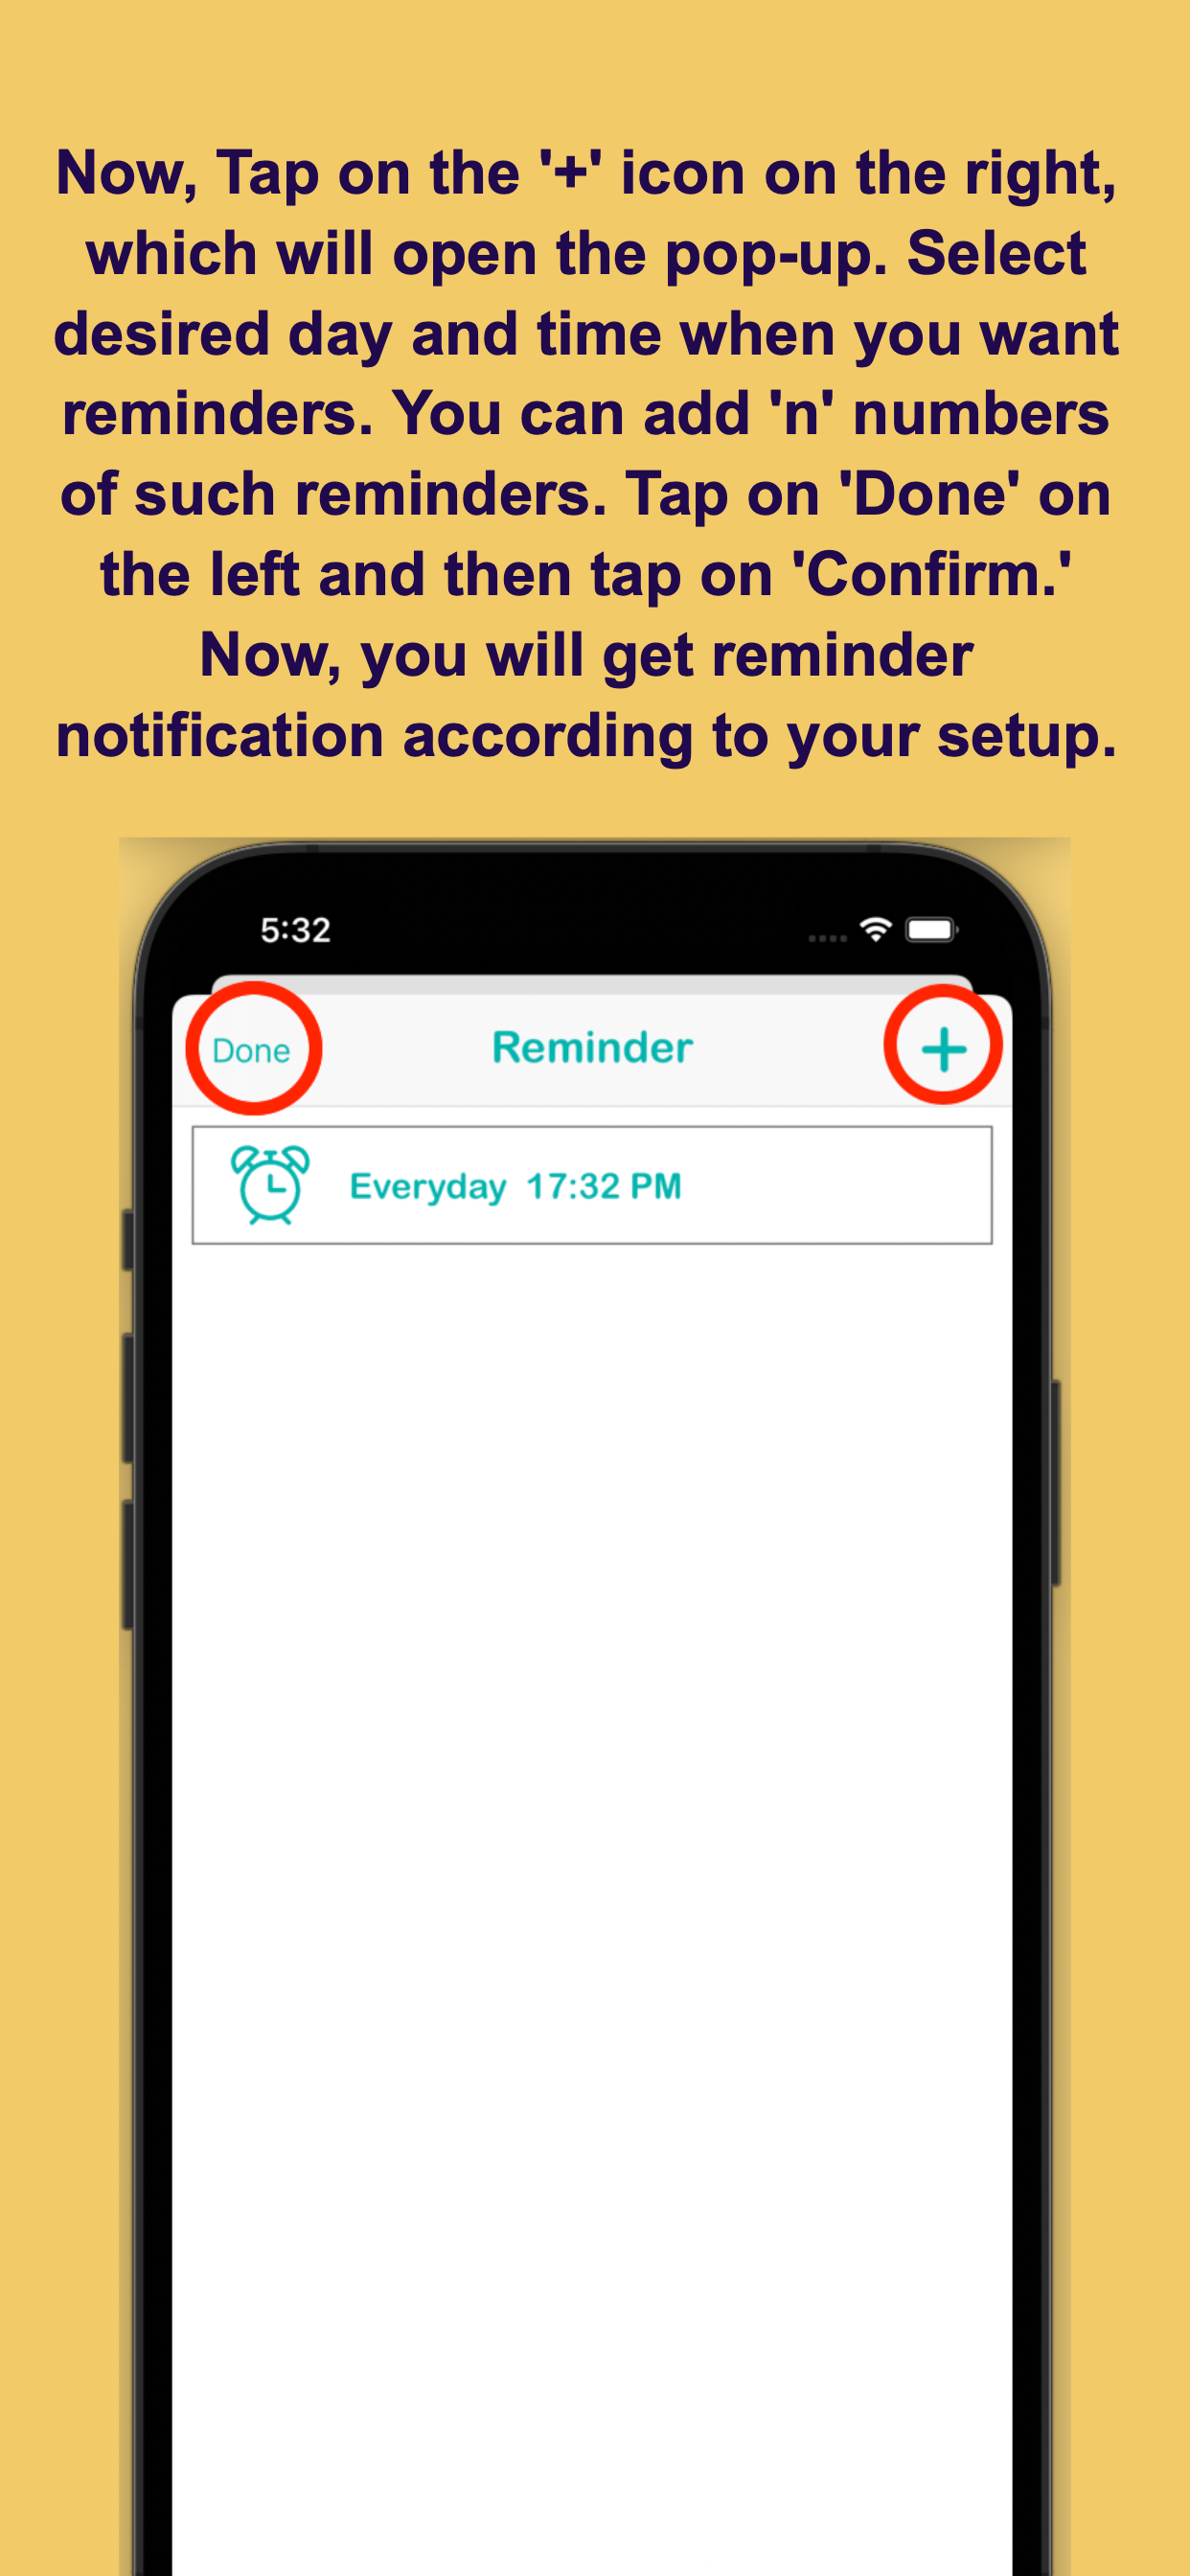 Now, Tap on the '+' icon on the right,
which will open the pop-up. Select
desired day and time when you want
reminders. You can add 'n' numbers
of such reminders. Tap on 'Done' on
the left and then tap on 'Confirm.'
Now, you will get reminder
notification according to your setup.
5:32
Done Reminder +
Everyday 17:32 PM